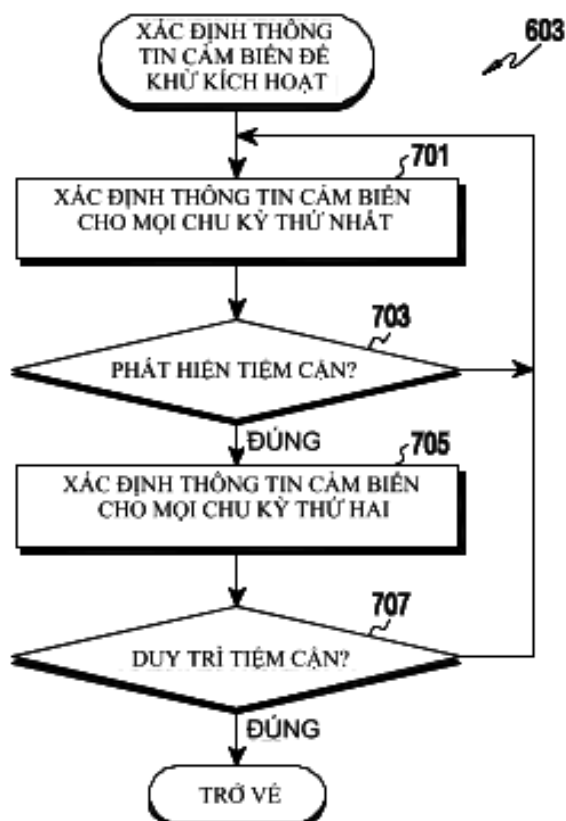 XÁC ĐỊNH THÔNG
TIN CẢM BIẾN ĐỂ
KHỬ KÍCH HOẠT
603
701
XÁC ĐỊNH THÔNG TIN CẢM BIẾN
CHO MỌI CHU KỲ THỨ NHẤT
703
PHÁT HIỆN TIỆM CẬN?
ĐÚNG
705
XÁC ĐỊNH THÔNG TIN CẢM BIẾN
CHO MỌI CHU KỲ THỨ HAI
707
DUY TRÌ TIỆM CẬN?
ĐÚNG
TRỞ VỀ